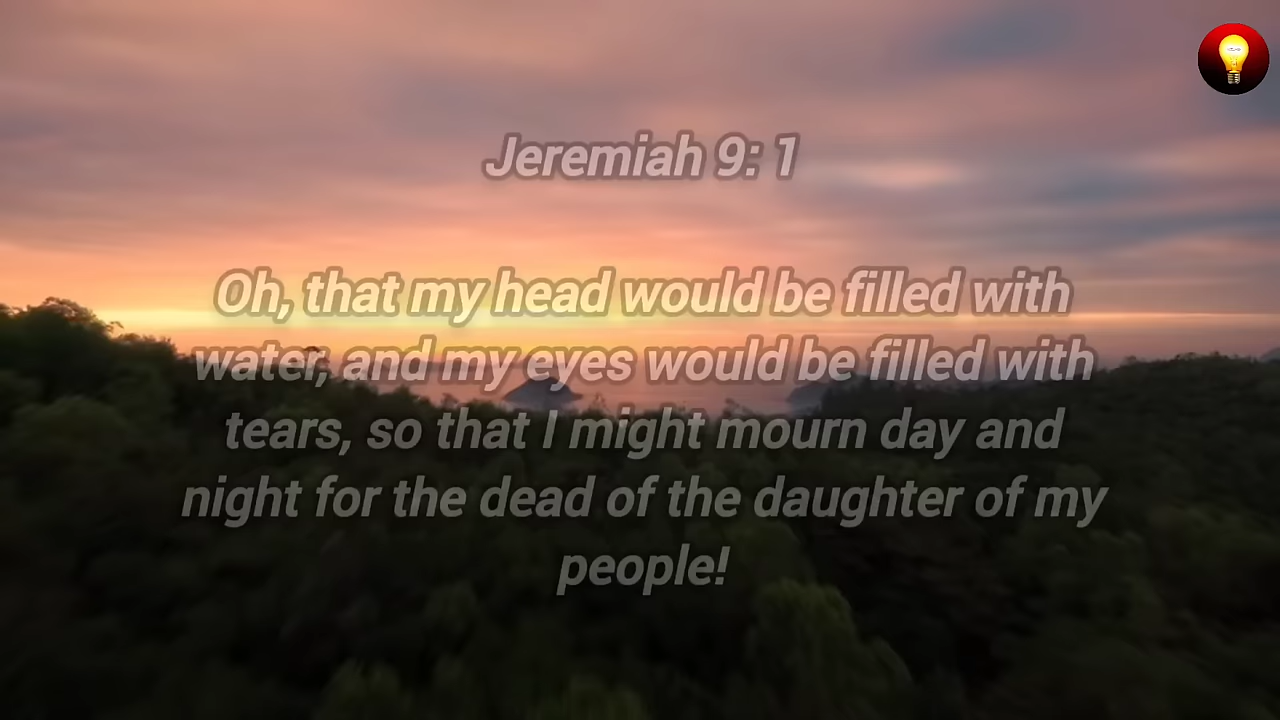 Jeremiah 9: 1
Oh, that my head would be filled with
water, and my eyes would be filled with
tears, so that I might mourn day and
night for the dead of the daughter of my
people!